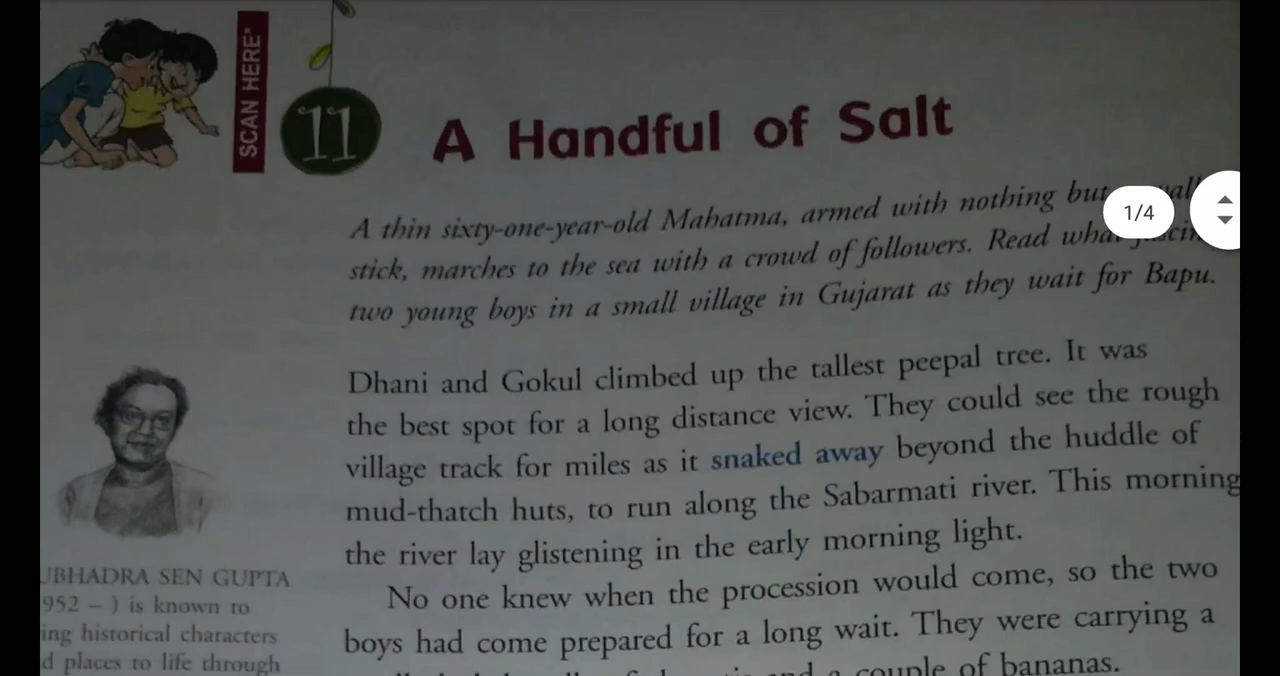 SCAN HERE*
11
A Handful of Salt
1/4
A thin sixty-one-year-old Mahatma, armed with nothing but
stick, marches to the sea with a crowd of followers. Read what
two young boys in a small village in Gujarat as they wait for Bapu.
Dhani and Gokul climbed up the tallest peepal tree. It was
the best spot for a long distance view. They could see the rough
village track for miles as it snaked away beyond the huddle of
mud-thatch huts, to run along the Sabarmati river. This morning
the river lay glistening in the early morning light.
No one knew when the procession would come, so the two
boys had come prepared for a long wait. They were carrying a
and a couple of bananas.
UBHADRA SEN GUPTA
952 – ) is known to
ing historical characters
d places to life through